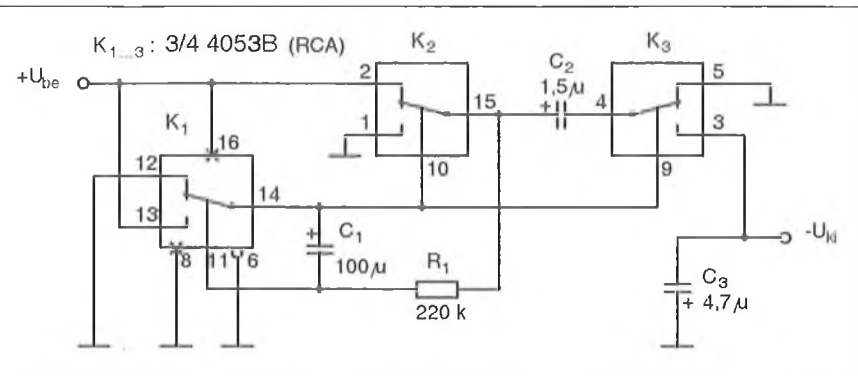 K1...3 : 3/4 4053B (RCA)
+Ube
K1
16
12
13
14
8
11
6
K2
2
1
15
10
C2
1,5µ
+
K3
4
5
3
9
+
C1
100µ
R1
220 k
-Uki
C3
+ 4,7µ